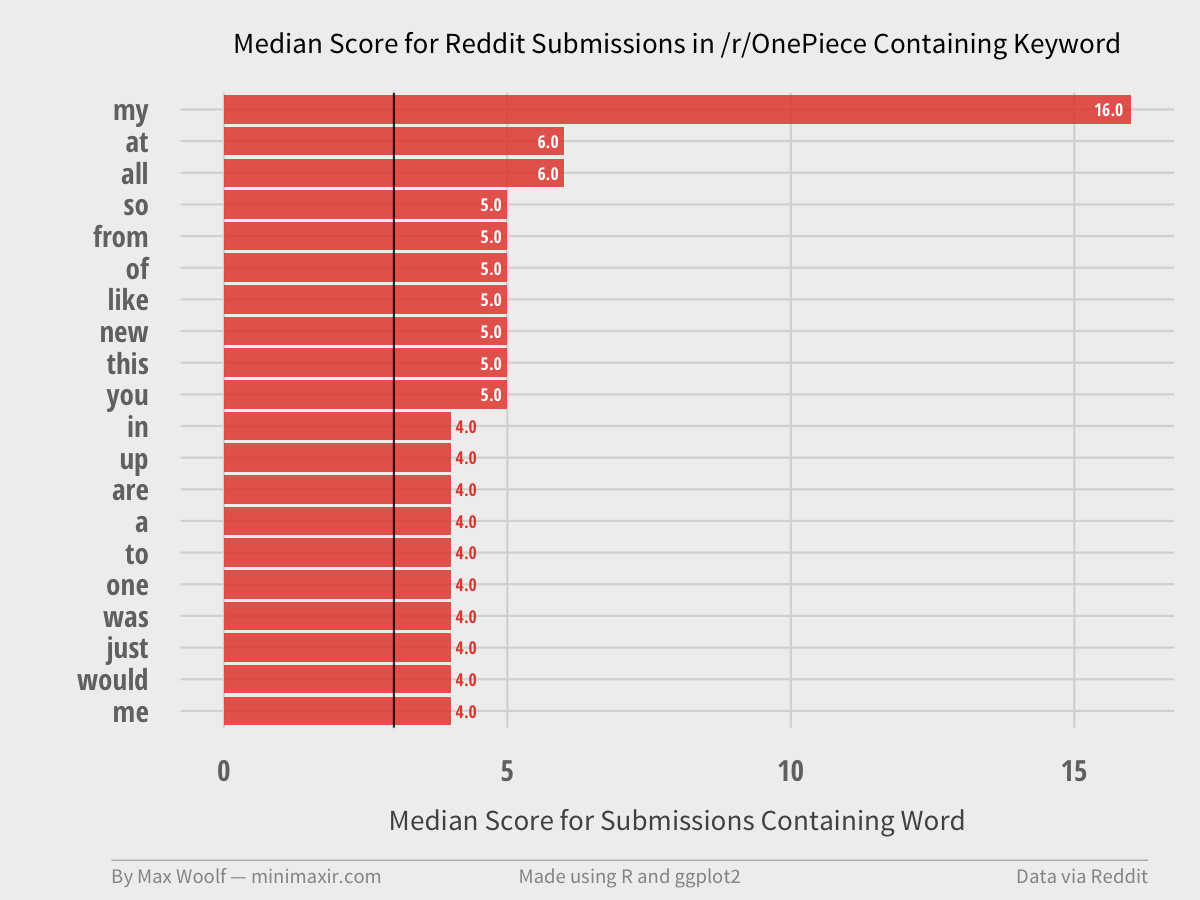 Median Score for Reddit Submissions in /r/OnePiece Containing Keyword
my 16.0
at 6.0
all 6.0
so 5.0
from 5.0
of 5.0
like 5.0
new 5.0
this 5.0
you 5.0
in 4.0
up 4.0
are 4.0
a 4.0
to 4.0
one 4.0
was 4.0
just 4.0
would 4.0
me 4.0
0 5 10 15
Median Score for Submissions Containing Word
By Max Woolf — minimaxir.com Made using R and ggplot2 Data via Reddit